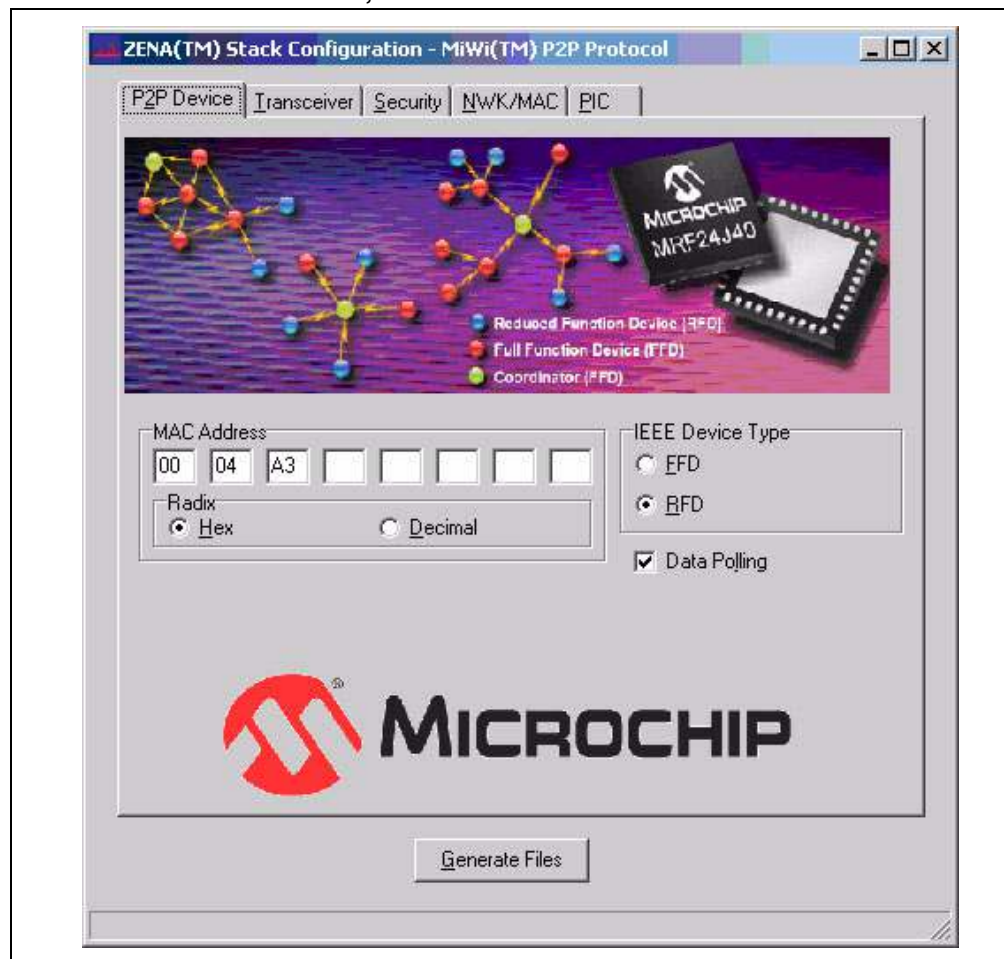 ZENA(TM) Stack Configuration - MiWi(TM) P2P Protocol
P2P Device Transceiver Security NWK/MAC PIC
MICROCHIP
MRF24J40
Reduced Function Device (RFD)
Full Function Device (FFD)
Coordinator (FFD)
MAC Address
00 04 A3
Radix
Hex Decimal
IEEE Device Type
FFD
RFD
Data Polling
MICROCHIP
®
Generate Files